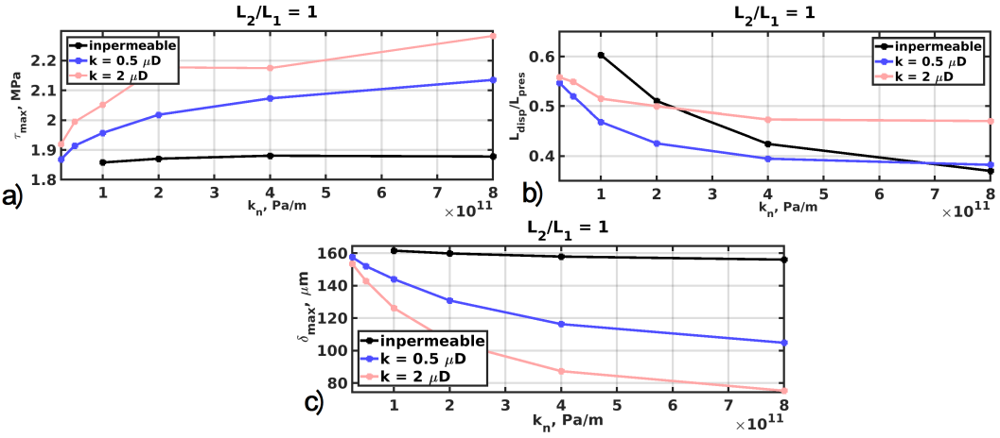 L2/L1 = 1
2.2
2.1
2
1.9
1.8
τmax, MPa
inpermeable
k = 0.5 μD
k = 2 μD
1 2 3 4 5 6 7 8
kn, Pa/m
×10^11
a)
L2/L1 = 1
0.6
0.5
0.4
Ldisp/Lpres
inpermeable
k = 0.5 μD
k = 2 μD
1 2 3 4 5 6 7 8
kn, Pa/m
×10^11
b)
L2/L1 = 1
160
140
120
100
80
δmax, μm
inpermeable
k = 0.5 μD
k = 2 μD
1 2 3 4 5 6 7 8
kn, Pa/m
×10^11
c)